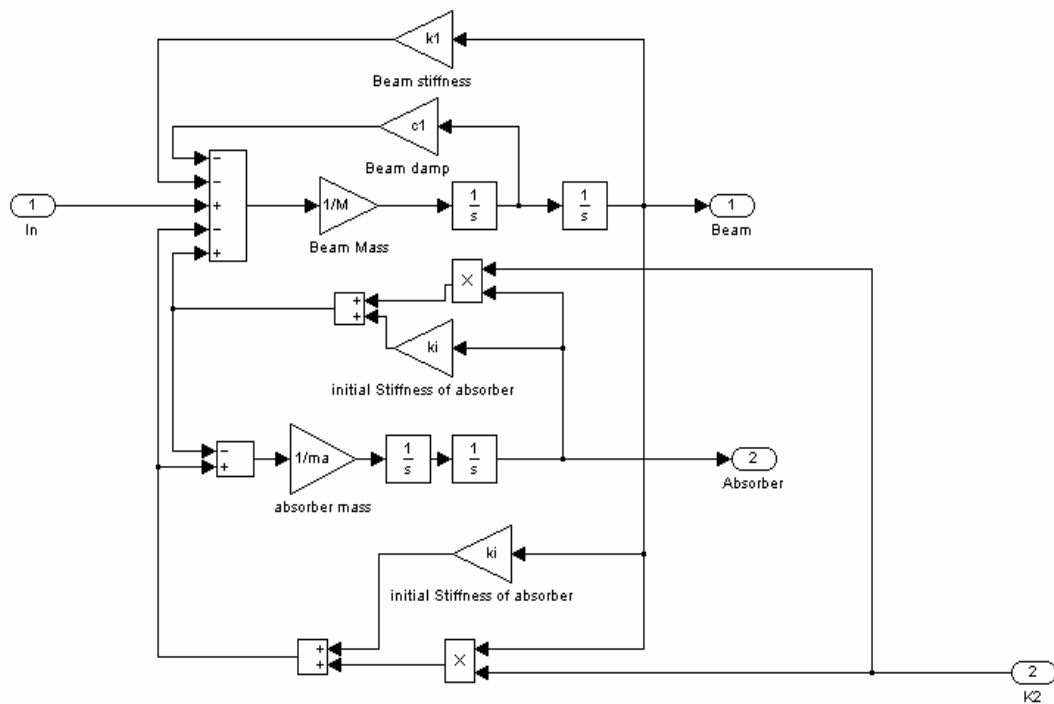 k1
Beam stiffness
c1
Beam damp
−
−
+
−
+
1
In
1/M
Beam Mass
1
s
1
s
1
Beam
×
+
+
ki
initial Stiffness of absorber
−
+
1/ma
absorber mass
1
s
1
s
2
Absorber
ki
initial Stiffness of absorber
+
+
×
2
K2